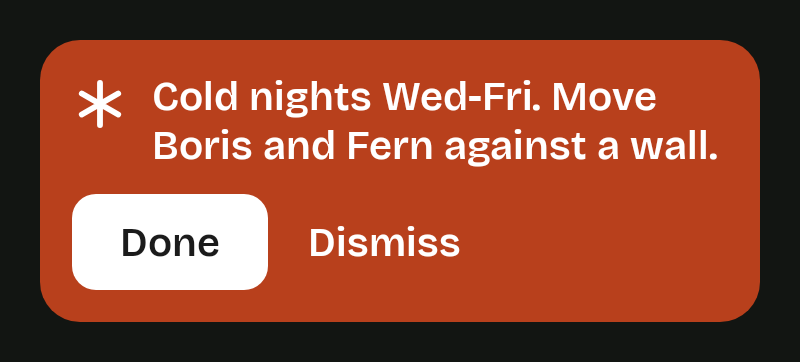 Cold nights Wed-Fri. Move
Boris and Fern against a wall.
Done
Dismiss